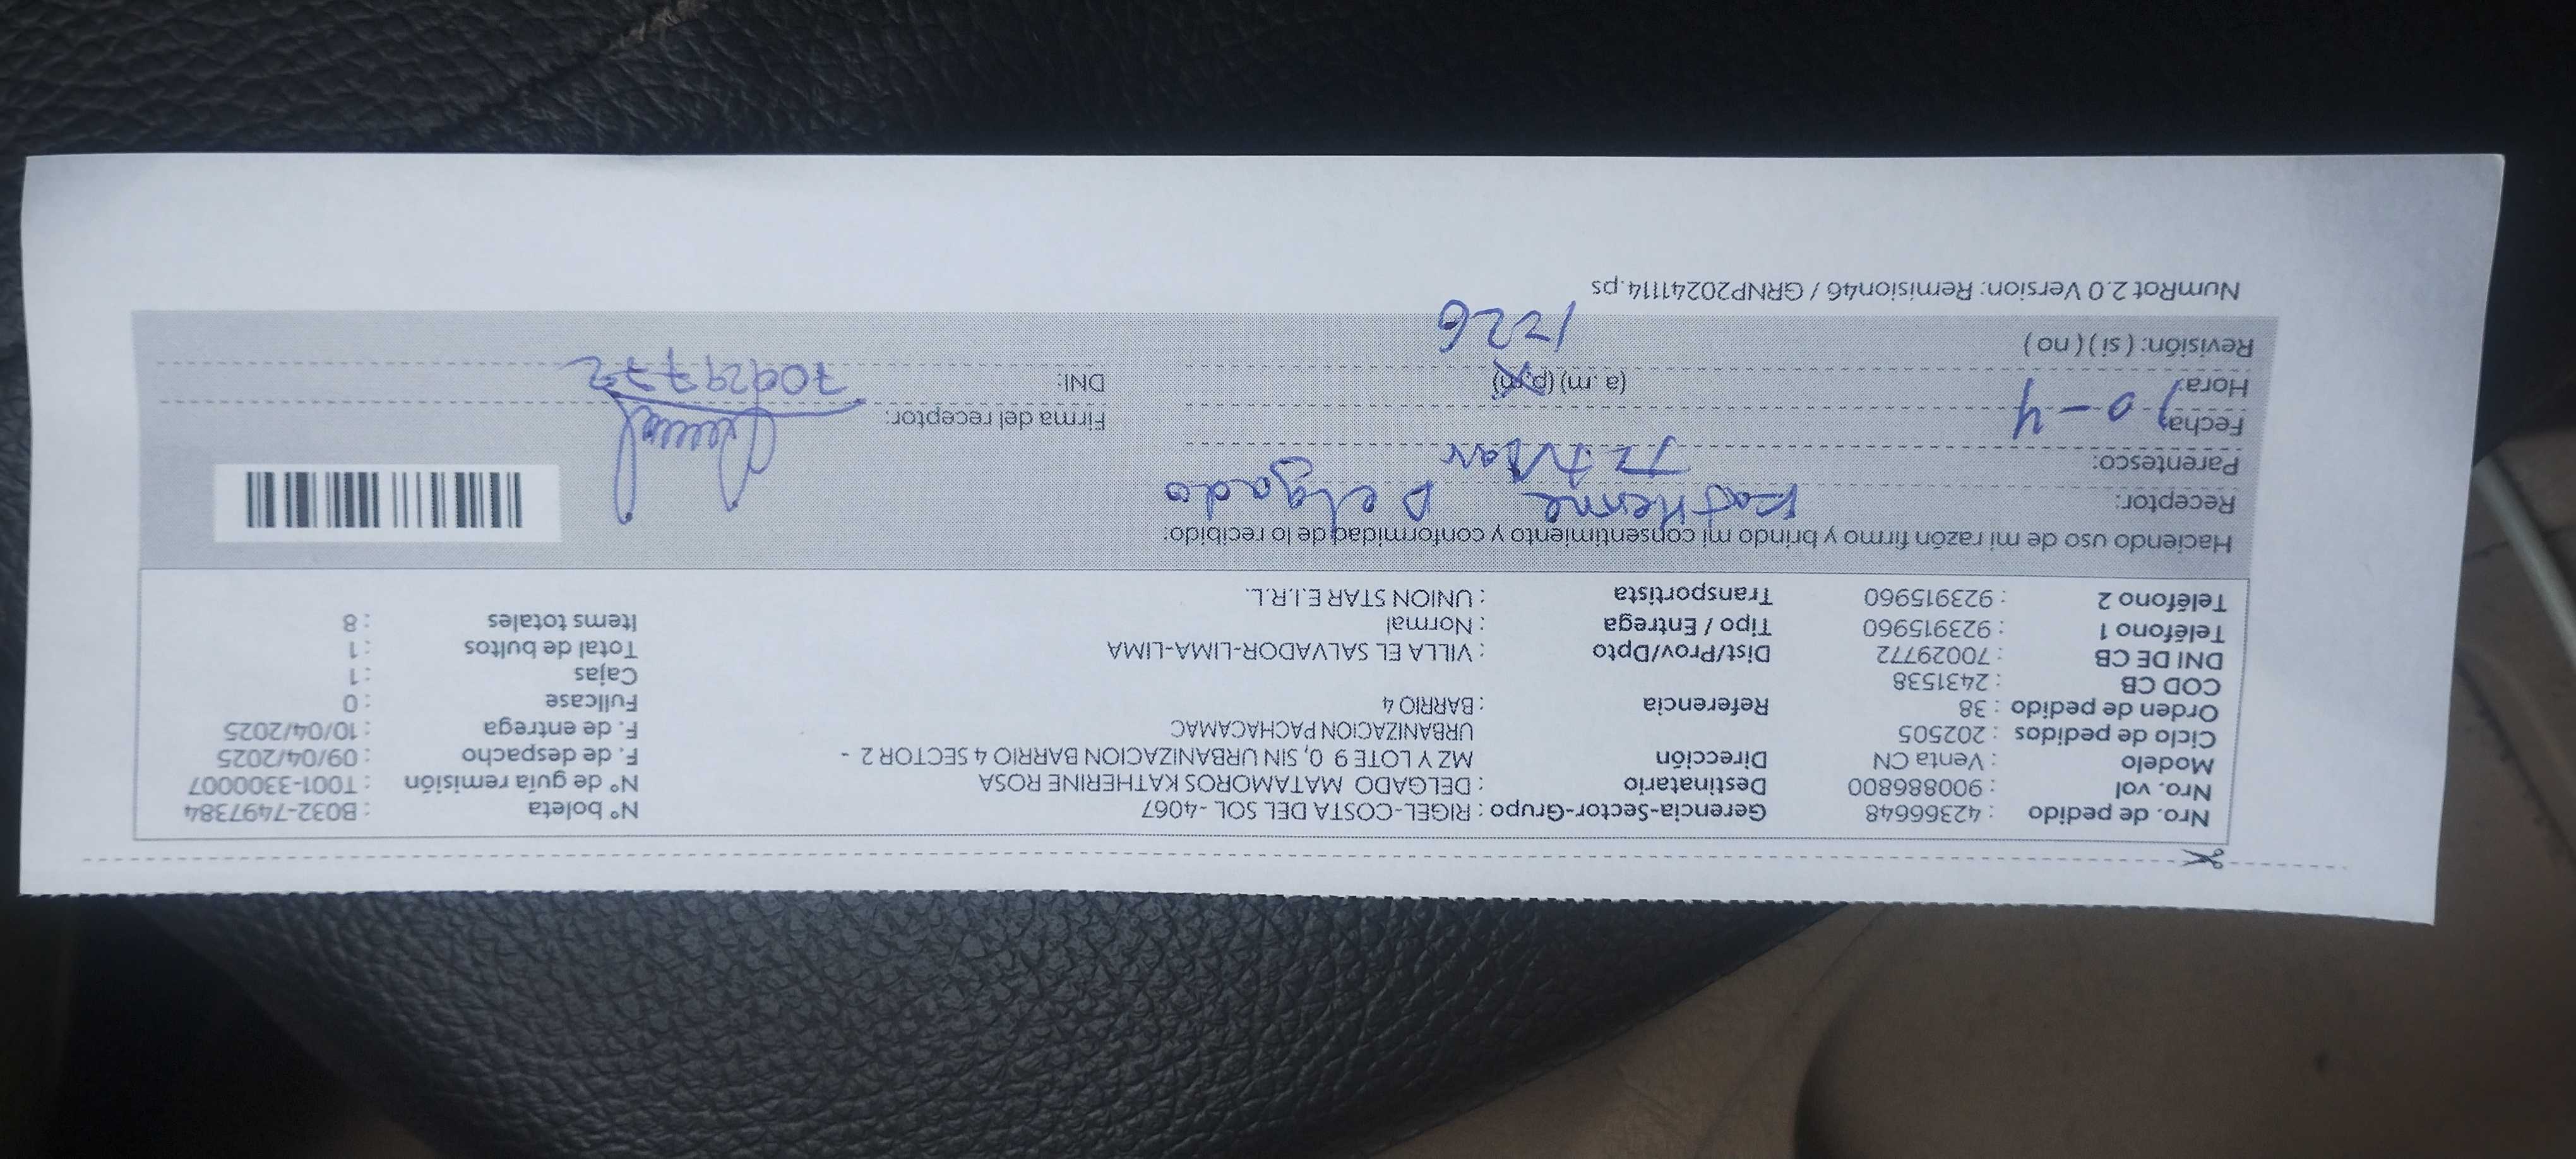 Nro. de pedido : 42366648 Gerencia-Sector-Grupo : RIGEL-COSTA DEL SOL -4067 N° boleta : B032-7497384
Nro. vol : 900886800 Destinatario : DELGADO MATAMOROS KATHERINE ROSA N° de guía remisión : T001-3300007
Modelo : Venta CN Dirección MZ Y LOTE 9 0, SIN URBANIZACION BARRIO 4 SECTOR 2 - F. de despacho : 09/04/2025
Ciclo de pedidos : 202505 URBANIZACION PACHACAMAC F. de entrega : 10/04/2025
Orden de pedido : 38 Referencia : BARRIO 4 Fullcase : 0
COD CB : 2431538 Cajas : 1
DNI DE CB : 70029772 Dist/Prov/Dpto : VILLA EL SALVADOR-LIMA-LIMA Total de bultos : 1
Teléfono 1 : 923915960 Tipo / Entrega : Normal Items totales : 8
Teléfono 2 : 923915960 Transportista : UNION STAR E.I.R.L.
Haciendo uso de mi razón firmo y brindo mi consentimiento y conformidad de lo recibido:
Receptor: Katherine Delgado
Parentesco: Titular
Fecha: 10-4 Firma del receptor:
Hora: (a .m) (p.m) DNI: 70029772
Revisión: ( si ) ( no ) 1=26
NumRot 2.0 Version: Remision46 / GRNP20241114.ps